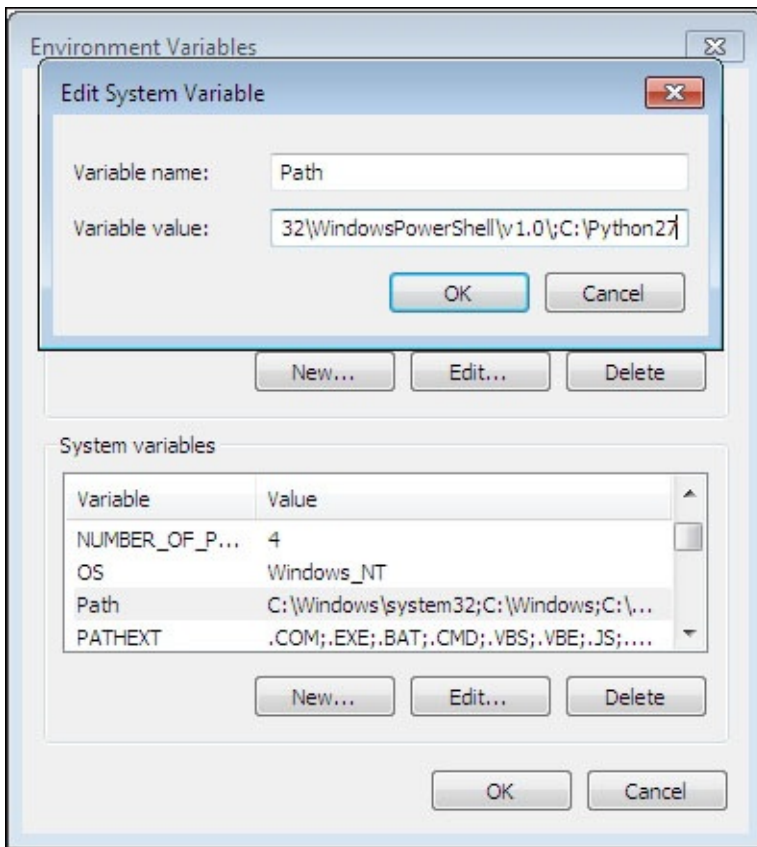 Environment Variables
Edit System Variable
Variable name: Path
Variable value: 32\WindowsPowerShell\v1.0\;C:\Python27
OK Cancel
New... Edit... Delete
System variables
Variable Value
NUMBER_OF_P... 4
OS Windows_NT
Path C:\Windows\system32;C:\Windows;C:\...
PATHEXT .COM;.EXE;.BAT;.CMD;.VBS;.VBE;.JS;....
New... Edit... Delete
OK Cancel